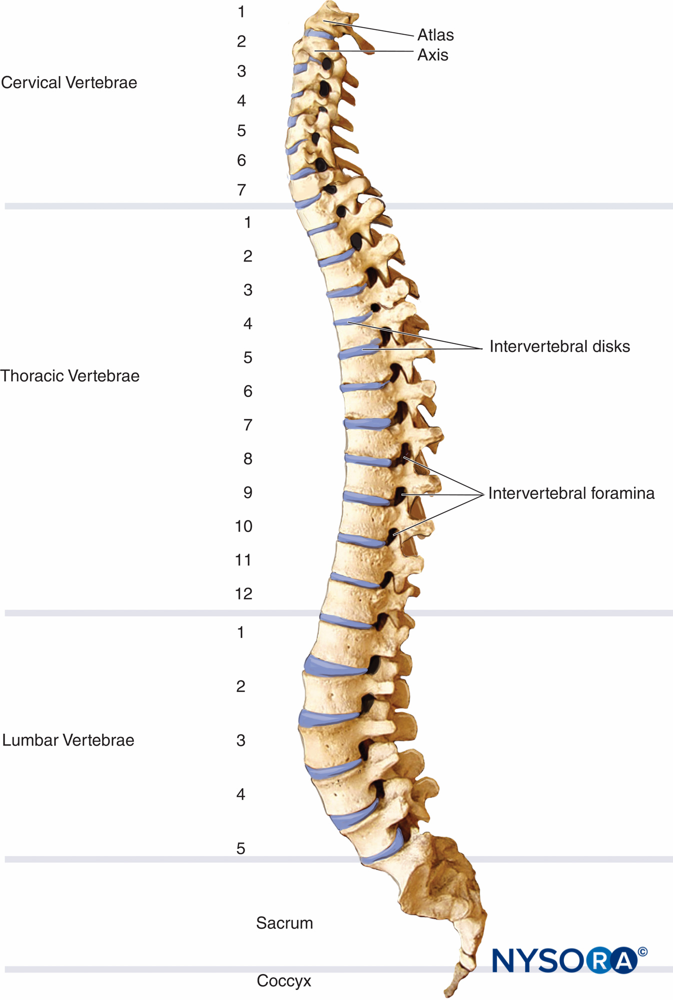 1
Atlas
2
Axis
3
Cervical Vertebrae
4
5
6
7
1
2
3
4
Intervertebral disks
5
Thoracic Vertebrae
6
7
8
9
Intervertebral foramina
10
11
12
1
2
3
Lumbar Vertebrae
4
5
Sacrum
NYSORA©
Coccyx